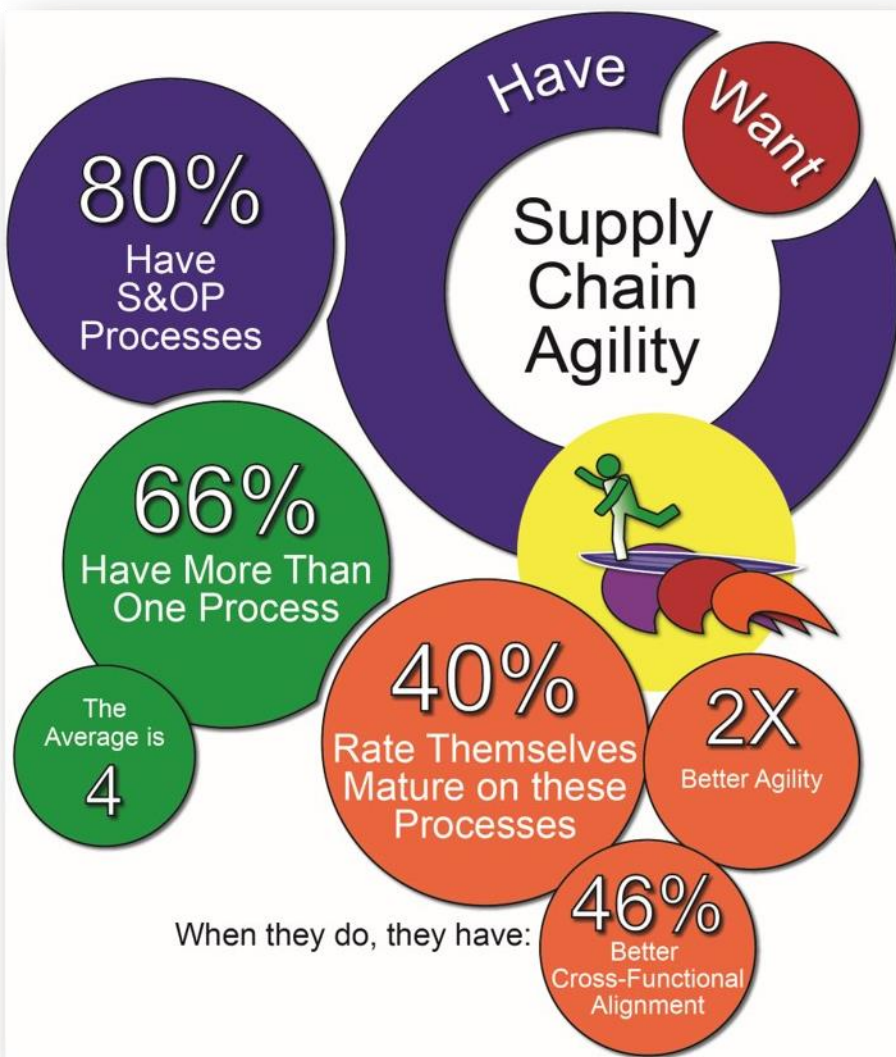 Have
Want
Supply
Chain
Agility
80%
Have
S&OP
Processes
66%
Have More Than
One Process
The
Average is
4
40%
Rate Themselves
Mature on these
Processes
2X
Better Agility
When they do, they have:
46%
Better
Cross-Functional
Alignment